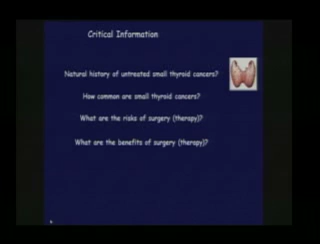 Critical Information
Natural history of untreated small thyroid cancers?
How common are small thyroid cancers?
What are the risks of surgery (therapy)?
What are the benefits of surgery (therapy)?